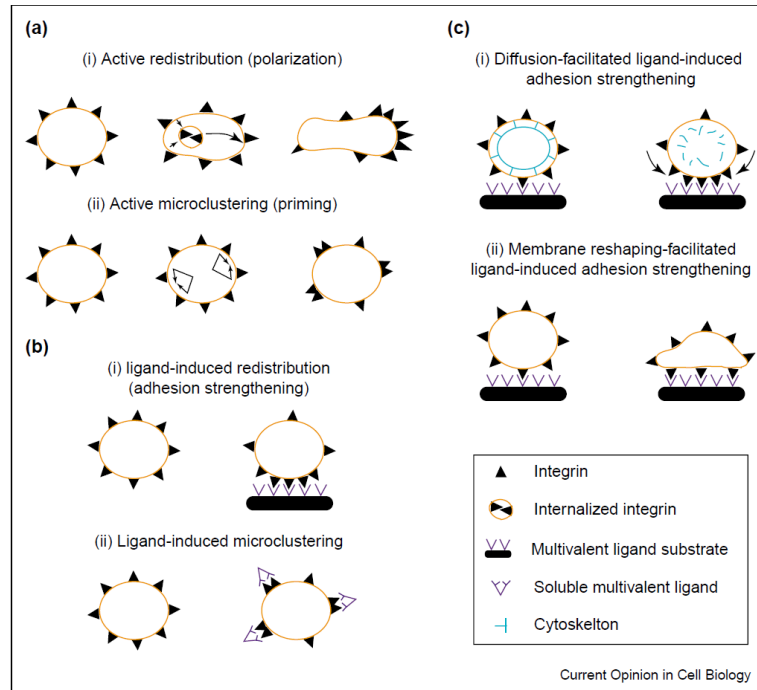 (a)
(i) Active redistribution (polarization)
(ii) Active microclustering (priming)
(b)
(i) ligand-induced redistribution
(adhesion strengthening)
(ii) Ligand-induced microclustering
(c)
(i) Diffusion-facilitated ligand-induced
adhesion strengthening
(ii) Membrane reshaping-facilitated
ligand-induced adhesion strengthening
Integrin
Internalized integrin
Multivalent ligand substrate
Soluble multivalent ligand
Cytoskelton
Current Opinion in Cell Biology